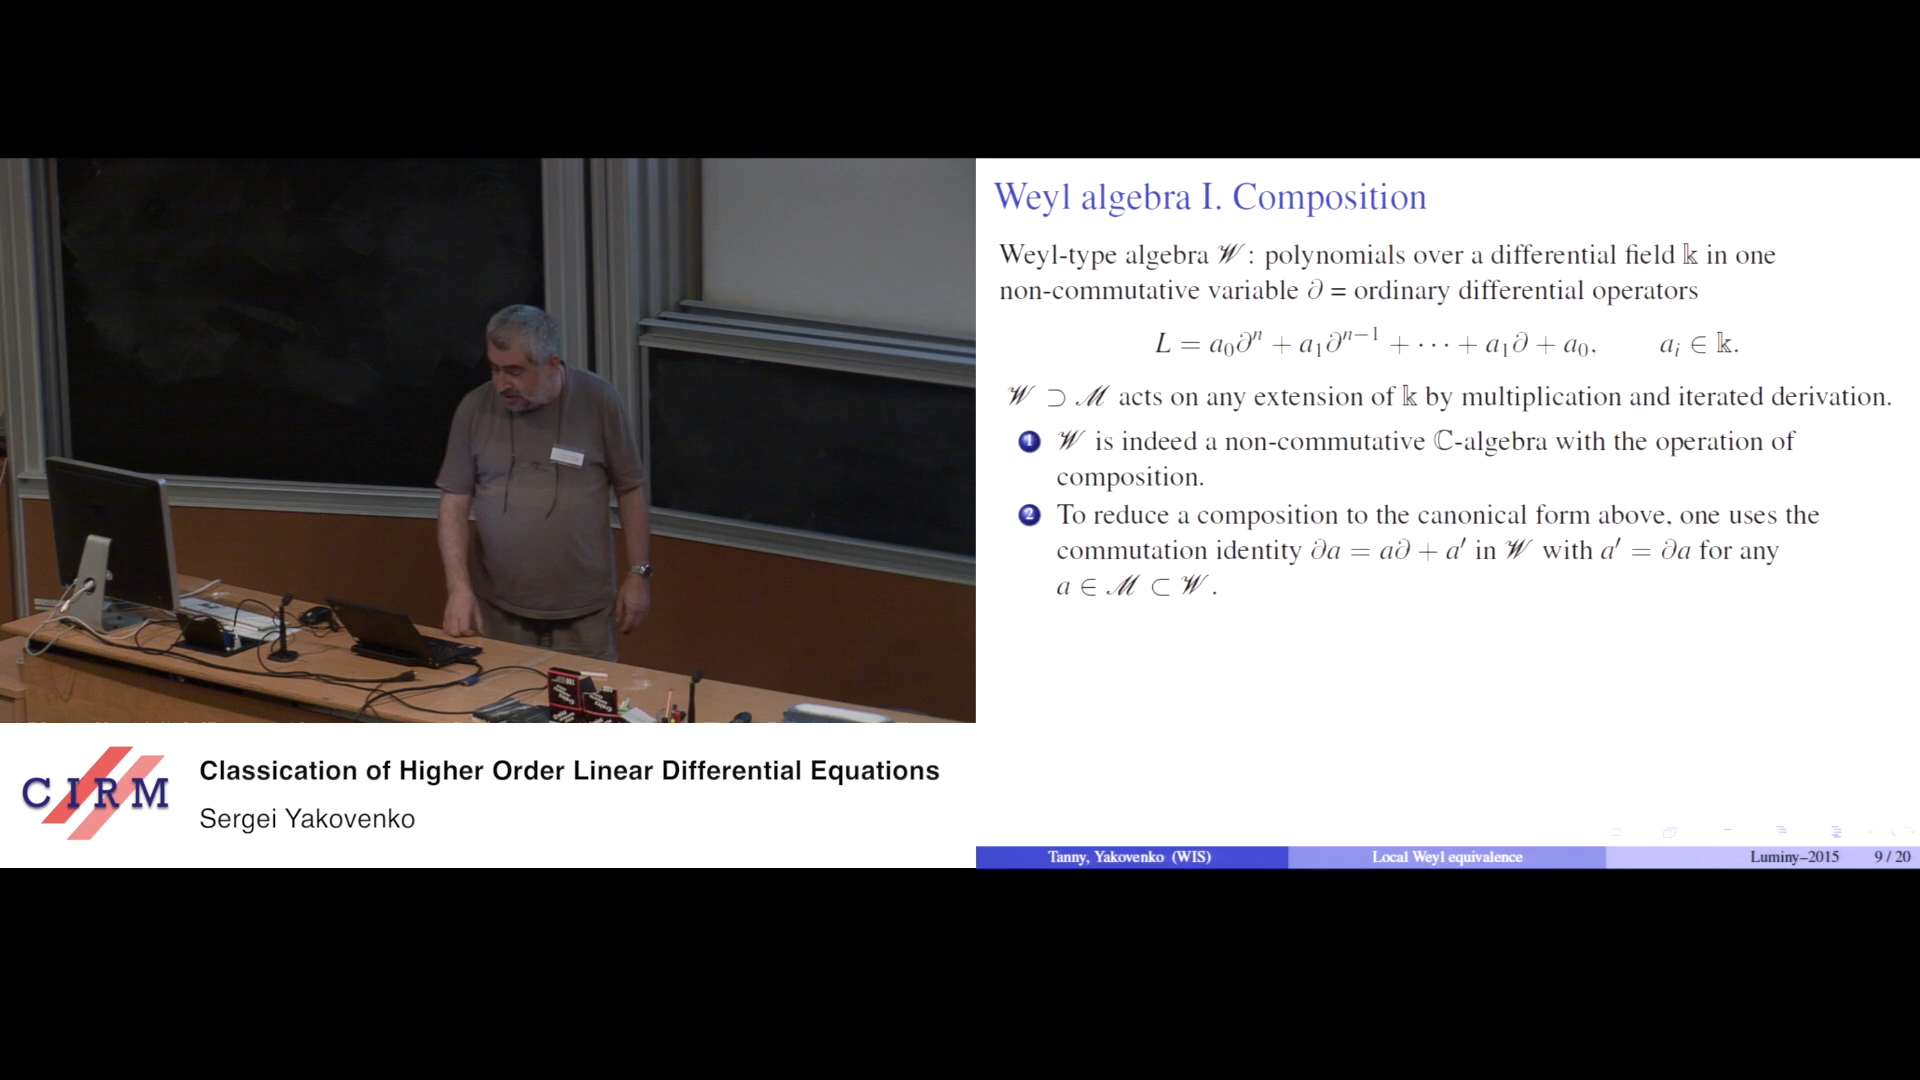 Weyl algebra I. Composition
Weyl-type algebra 𝒲 : polynomials over a differential field 𝕜 in one
non-commutative variable ∂ = ordinary differential operators
L = a₀∂ⁿ + a₁∂ⁿ⁻¹ + ⋯ + a₁∂ + a₀. aᵢ ∈ 𝕜.
𝒲 ⊃ ℳ acts on any extension of 𝕜 by multiplication and iterated derivation.
1 𝒲 is indeed a non-commutative ℂ-algebra with the operation of
composition.
2 To reduce a composition to the canonical form above, one uses the
commutation identity ∂a = a∂ + a′ in 𝒲 with a′ = ∂a for any
a ∈ ℳ ⊂ 𝒲.
CIRM
Classication of Higher Order Linear Differential Equations
Sergei Yakovenko
Tanny, Yakovenko (WIS) Local Weyl equivalence Luminy–2015 9 / 20